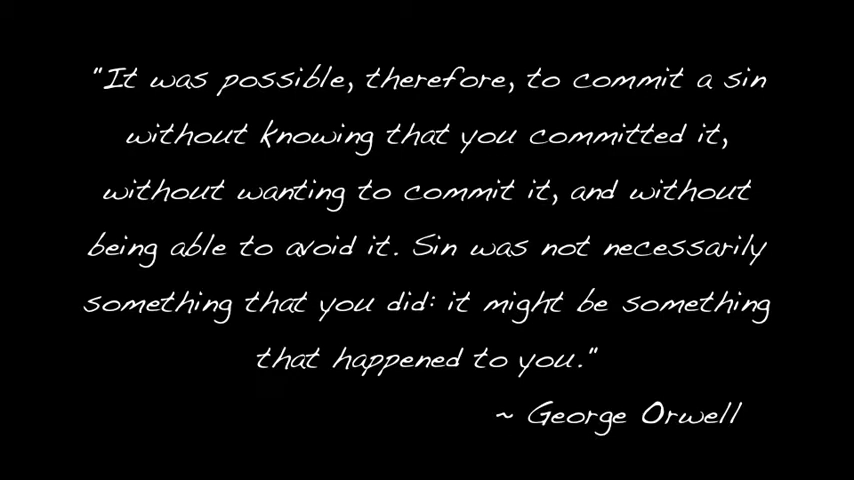 "It was possible, therefore, to commit a sin
without knowing that you committed it,
without wanting to commit it, and without
being able to avoid it. Sin was not necessarily
something that you did: it might be something
that happened to you."
~ George Orwell